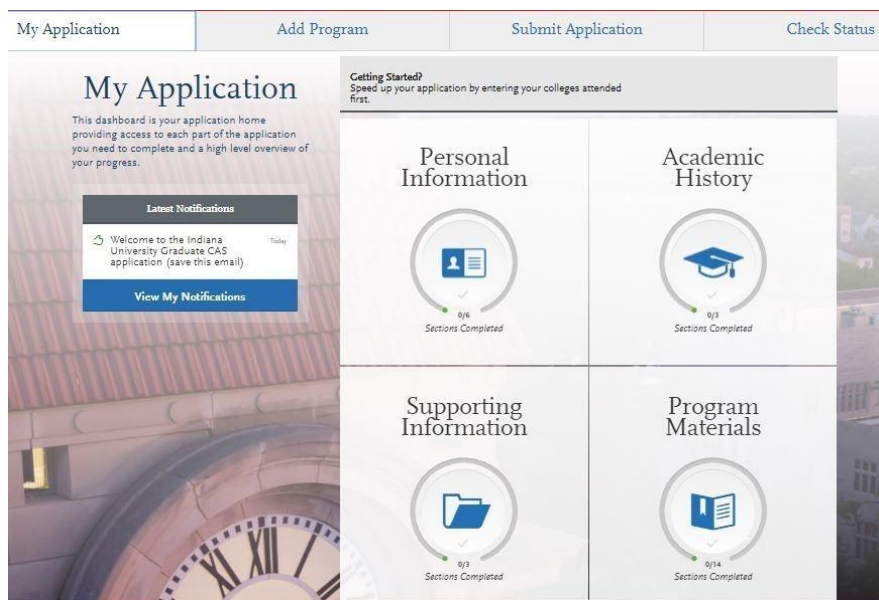 My Application
Add Program
Submit Application
Check Status
My Application
This dashboard is your application home
providing access to each part of the application
you need to complete and a high level overview of
your progress.
Latest Notifications
Welcome to the Indiana
University Graduate CAS
application (save this email)
Today
View My Notifications
Getting Started?
Speed up your application by entering your colleges attended
first.
Personal
Information
0/6
Sections Completed
Academic
History
0/3
Sections Completed
Supporting
Information
0/3
Sections Completed
Program
Materials
0/14
Sections Completed